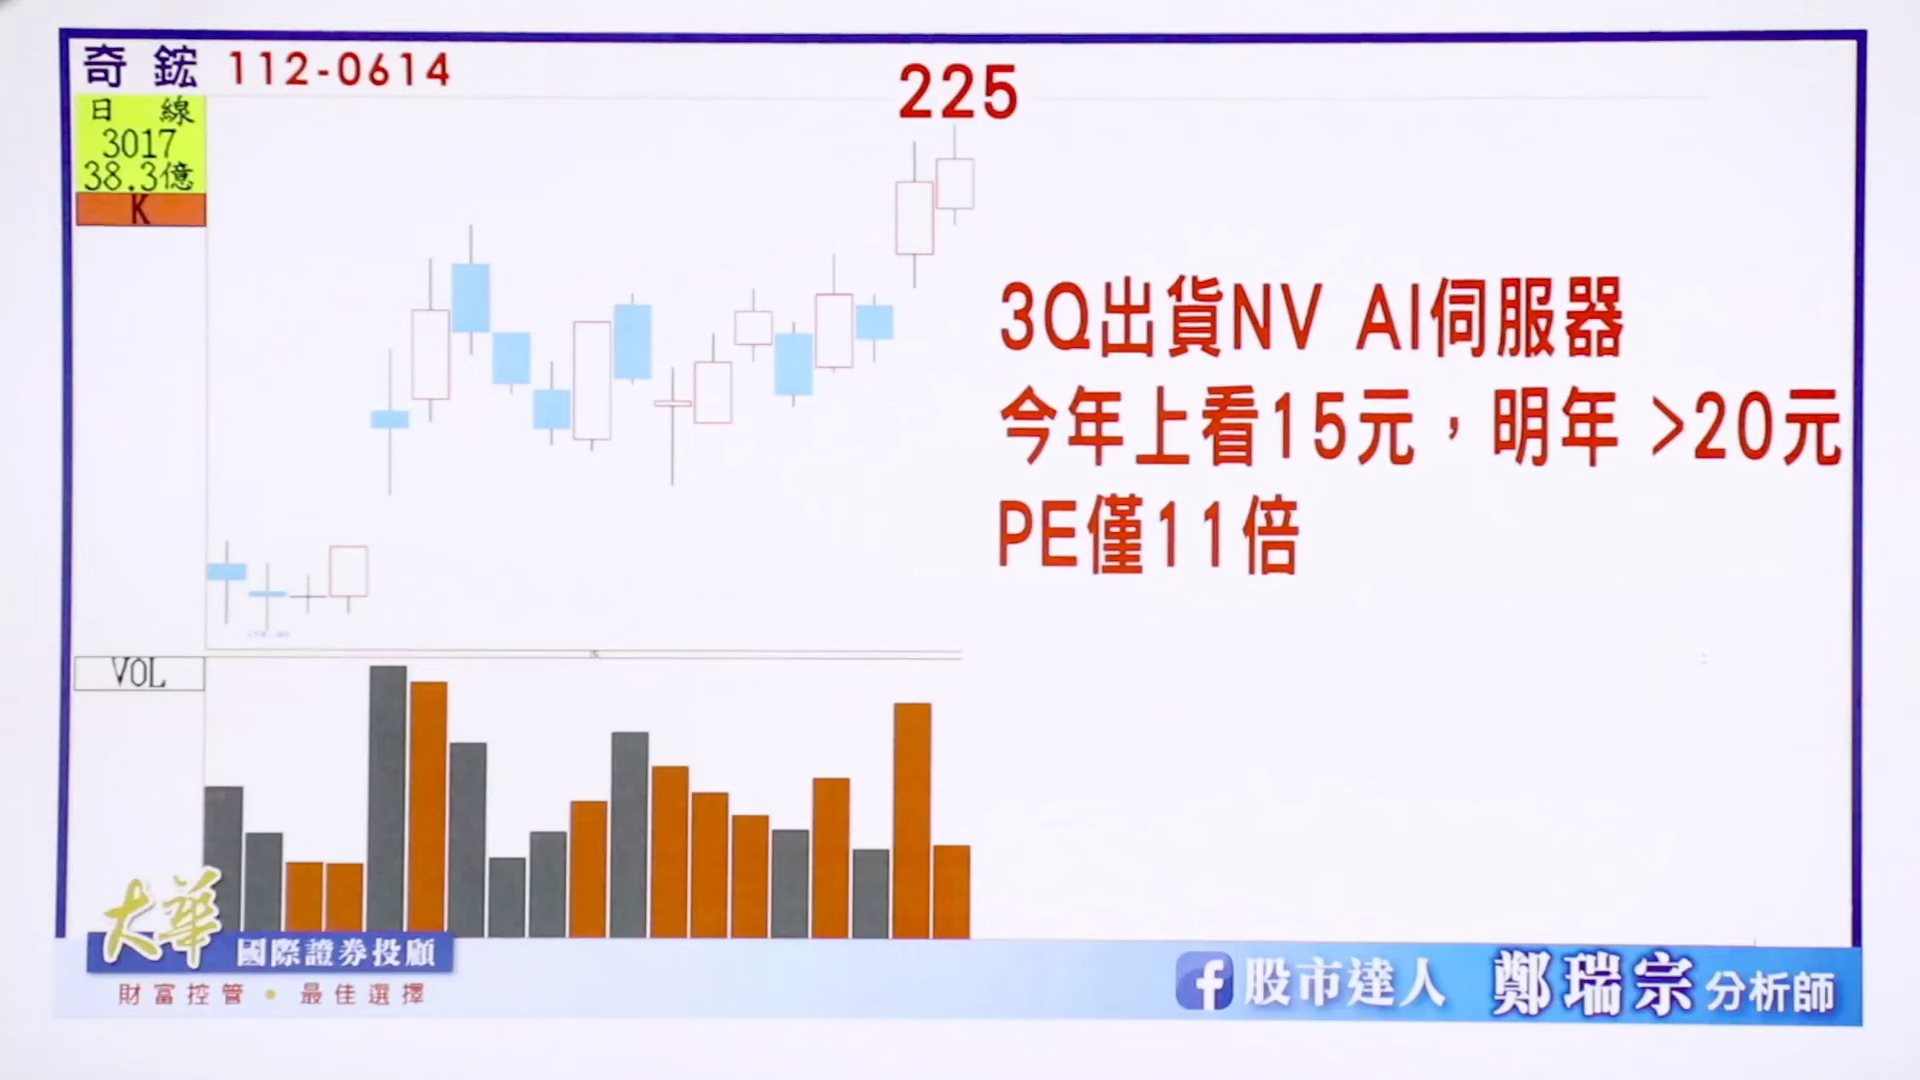 奇鋐 112-0614
225
日 線
3017
38.3億
K
3Q出貨NV AI伺服器
今年上看15元，明年 >20元
PE僅11倍
VOL
大華
國際證券投顧
財富控管 • 最佳選擇
股市達人 鄭瑞宗 分析師